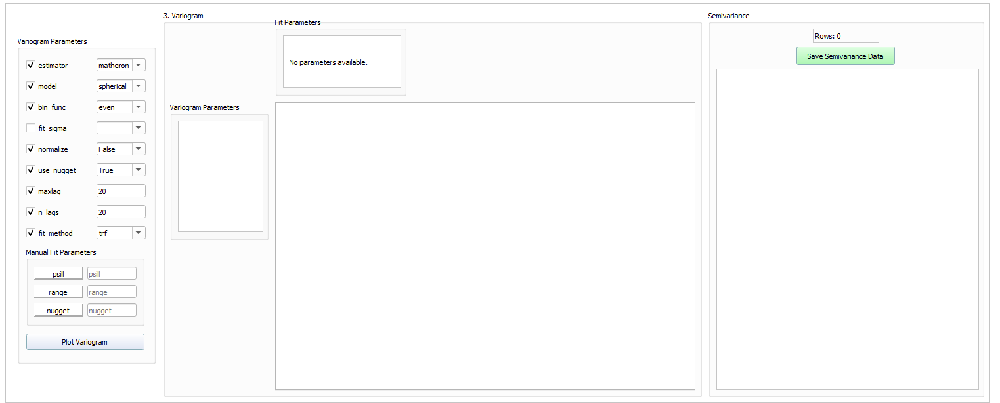 Variogram Parameters
estimator matheron
model spherical
bin_func even
fit_sigma
normalize False
use_nugget True
maxlag 20
n_lags 20
fit_method trf
Manual Fit Parameters
psill psill
range range
nugget nugget
Plot Variogram
3. Variogram
Fit Parameters
No parameters available.
Variogram Parameters
Semivariance
Rows: 0
Save Semivariance Data